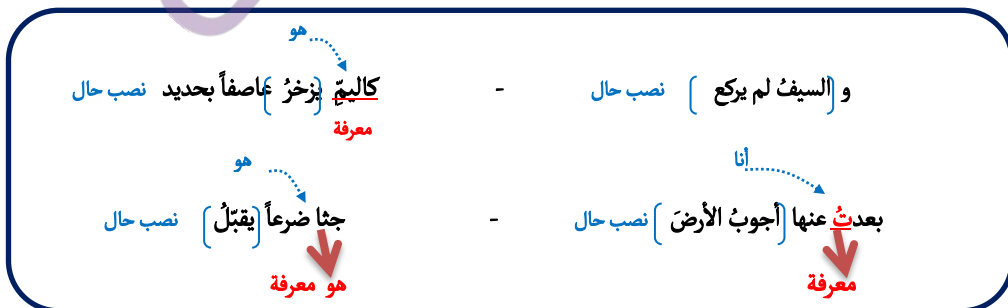 هو
و [السيفُ لم يركع] نصب حال - كاليمِّ [يزخرُ] عاصفاً بحديد نصب حال
معرفة
أنا هو
بعدتُ عنها [أجوبُ الأرضَ] نصب حال - جثا ضرعاً [يقبّلُ] نصب حال
معرفة هو معرفة